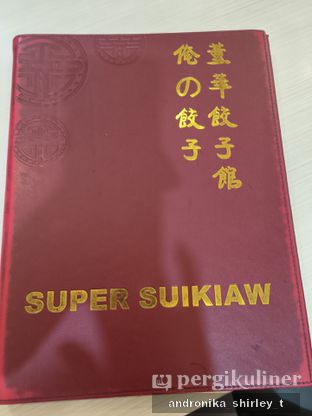 董華餃子館
俺の餃子
SUPER SUIKIAW
pergikuliner
andronika shirley t